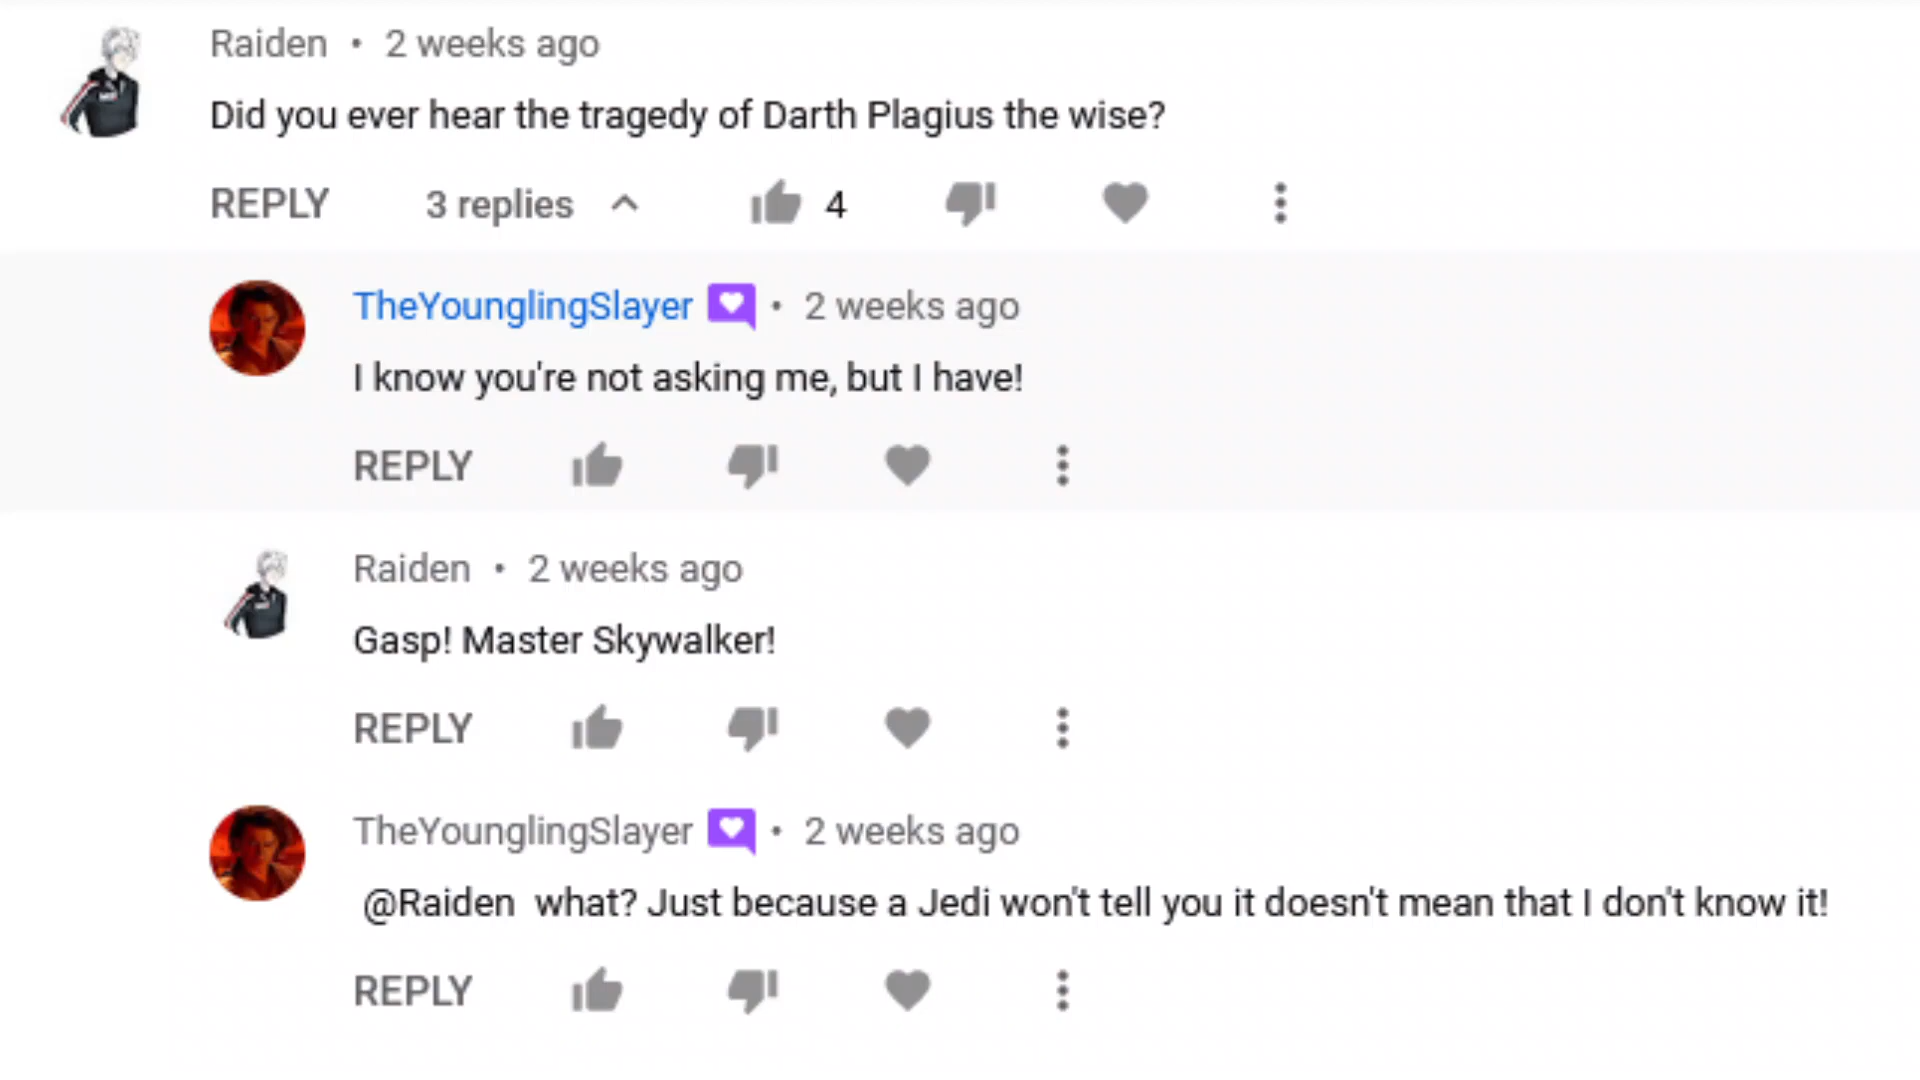 Raiden • 2 weeks ago
Did you ever hear the tragedy of Darth Plagius the wise?
REPLY 3 replies 4
TheYounglingSlayer • 2 weeks ago
I know you're not asking me, but I have!
REPLY
Raiden • 2 weeks ago
Gasp! Master Skywalker!
REPLY
TheYounglingSlayer • 2 weeks ago
@Raiden what? Just because a Jedi won't tell you it doesn't mean that I don't know it!
REPLY